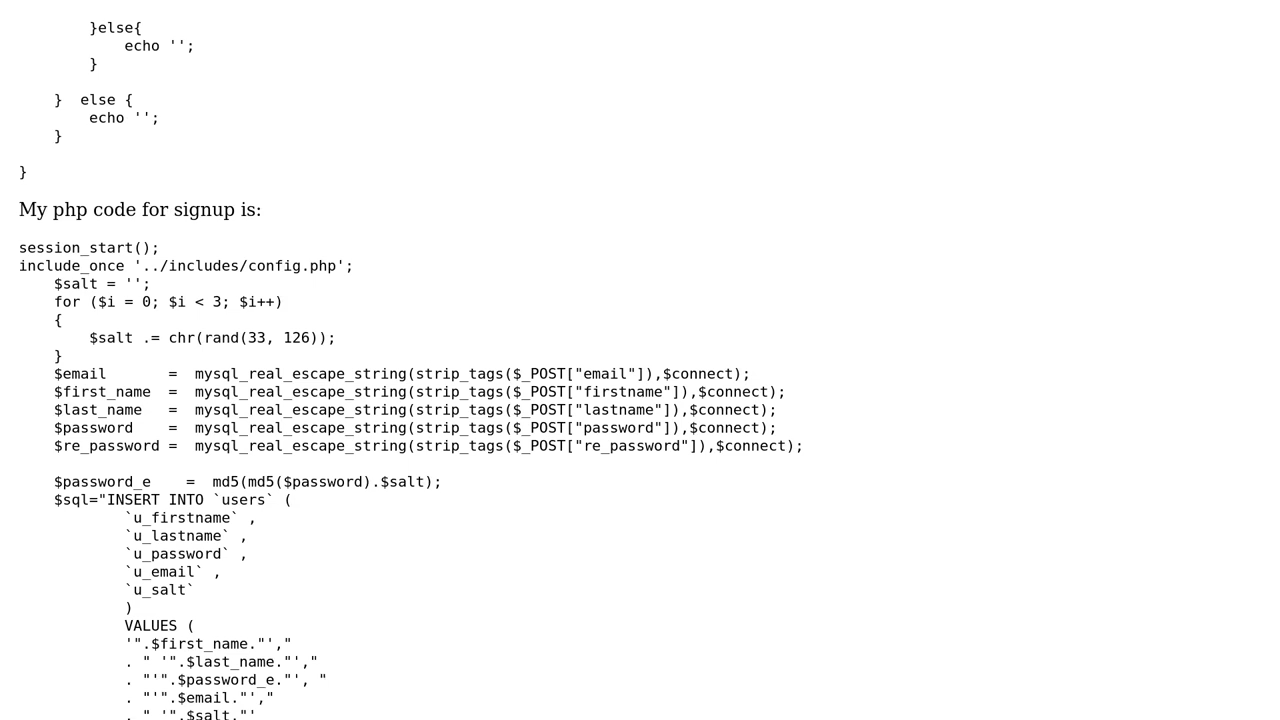 }else{
            echo '';
        }

    }  else {
        echo '';
    }

}
My php code for signup is:
session_start();
include_once '../includes/config.php';
    $salt = '';
    for ($i = 0; $i < 3; $i++)
    {
        $salt .= chr(rand(33, 126));
    }
    $email       =  mysql_real_escape_string(strip_tags($_POST["email"]),$connect);
    $first_name  =  mysql_real_escape_string(strip_tags($_POST["firstname"]),$connect);
    $last_name   =  mysql_real_escape_string(strip_tags($_POST["lastname"]),$connect);
    $password    =  mysql_real_escape_string(strip_tags($_POST["password"]),$connect);
    $re_password =  mysql_real_escape_string(strip_tags($_POST["re_password"]),$connect);

    $password_e    =  md5(md5($password).$salt);
    $sql="INSERT INTO `users` (
            `u_firstname` ,
            `u_lastname` ,
            `u_password` ,
            `u_email` ,
            `u_salt`
            )
            VALUES (
            '".$first_name."',"
            . " '".$last_name."',"
            . "'".$password_e."', "
            . "'".$email."',"
            . " '".$salt."'